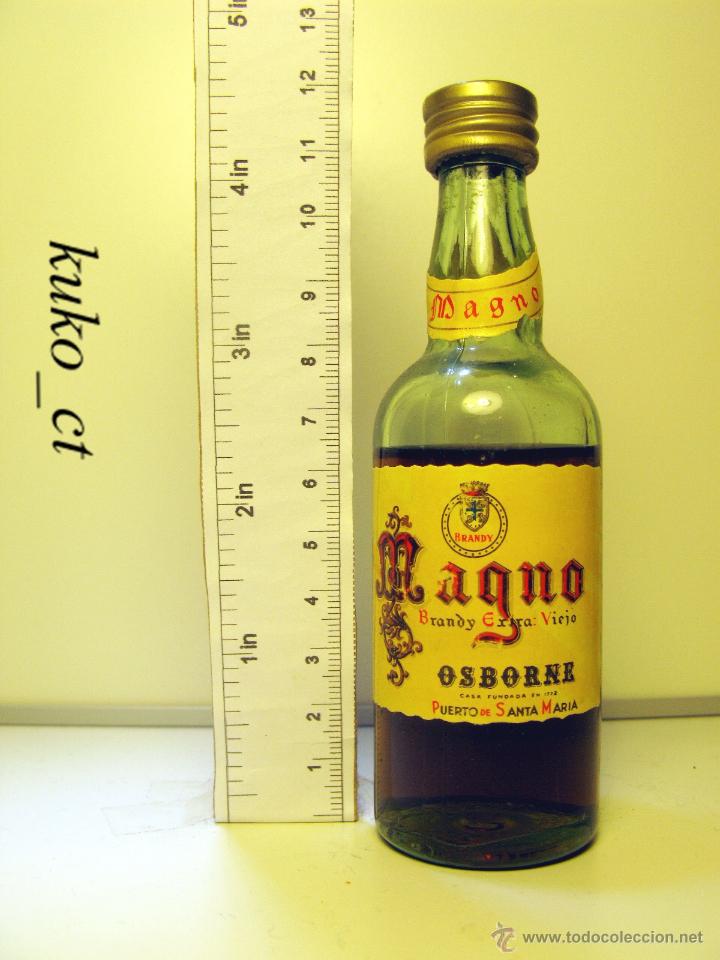 kuko_ct
5in
4in
3in
2in
1in
13
12
11
10
9
8
7
6
5
4
3
2
1
Magno
BRANDY
Magno
Brandy Extra: Viejo
OSBORNE
CASA FUNDADA EN 1772
PUERTO DE SANTA MARIA
www.todocoleccion.net